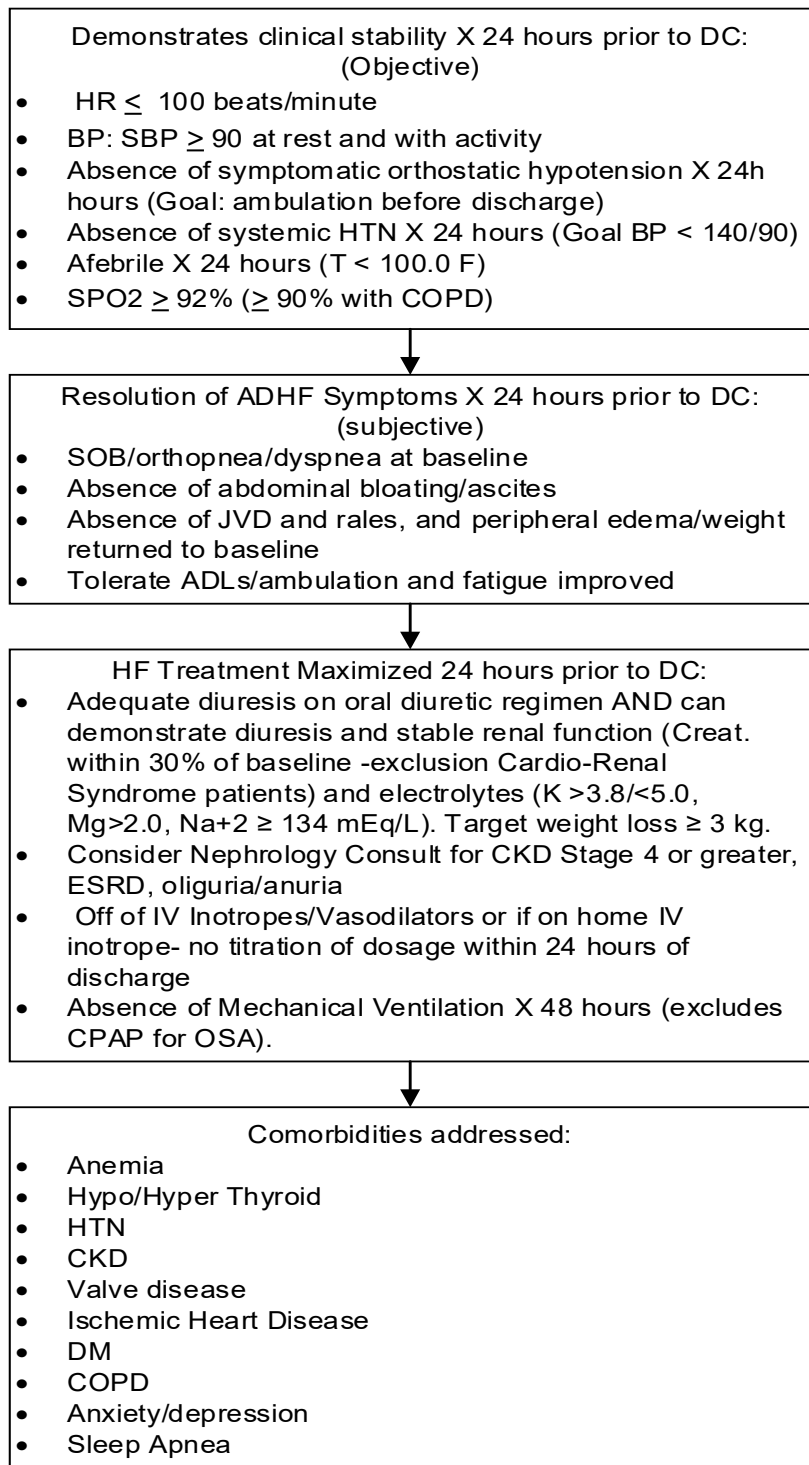 Demonstrates clinical stability X 24 hours prior to DC:
(Objective)
• HR ≤ 100 beats/minute
• BP: SBP ≥ 90 at rest and with activity
• Absence of symptomatic orthostatic hypotension X 24h
hours (Goal: ambulation before discharge)
• Absence of systemic HTN X 24 hours (Goal BP < 140/90)
• Afebrile X 24 hours (T < 100.0 F)
• SPO2 ≥ 92% (≥ 90% with COPD)
Resolution of ADHF Symptoms X 24 hours prior to DC:
(subjective)
• SOB/orthopnea/dyspnea at baseline
• Absence of abdominal bloating/ascites
• Absence of JVD and rales, and peripheral edema/weight
returned to baseline
• Tolerate ADLs/ambulation and fatigue improved
HF Treatment Maximized 24 hours prior to DC:
• Adequate diuresis on oral diuretic regimen AND can
demonstrate diuresis and stable renal function (Creat.
within 30% of baseline -exclusion Cardio-Renal
Syndrome patients) and electrolytes (K >3.8/<5.0,
Mg>2.0, Na+2 ≥ 134 mEq/L). Target weight loss ≥ 3 kg.
• Consider Nephrology Consult for CKD Stage 4 or greater,
ESRD, oliguria/anuria
• Off of IV Inotropes/Vasodilators or if on home IV
inotrope- no titration of dosage within 24 hours of
discharge
• Absence of Mechanical Ventilation X 48 hours (excludes
CPAP for OSA).
Comorbidities addressed:
• Anemia
• Hypo/Hyper Thyroid
• HTN
• CKD
• Valve disease
• Ischemic Heart Disease
• DM
• COPD
• Anxiety/depression
• Sleep Apnea